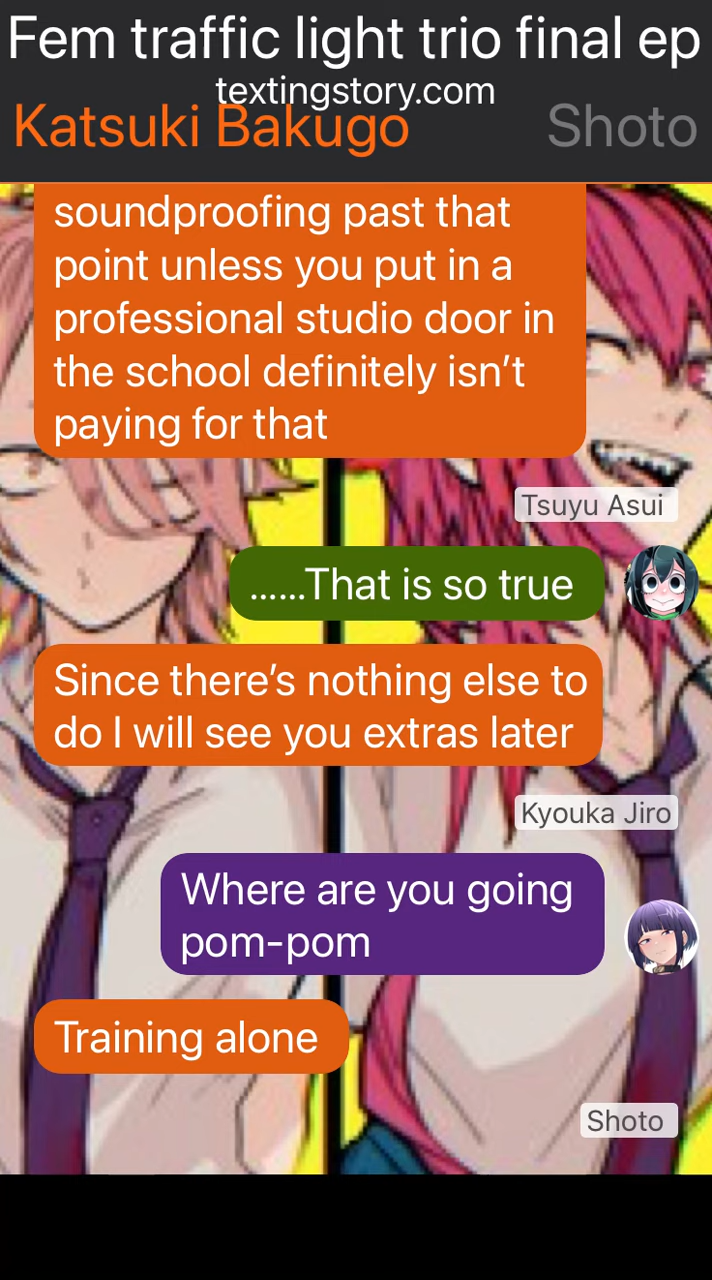 Fem traffic light trio final ep
textingstory.com
Katsuki Bakugo
Shoto
soundproofing past that
point unless you put in a
professional studio door in
the school definitely isn’t
paying for that
Tsuyu Asui
......That is so true
Since there’s nothing else to
do I will see you extras later
Kyouka Jiro
Where are you going
pom-pom
Training alone
Shoto